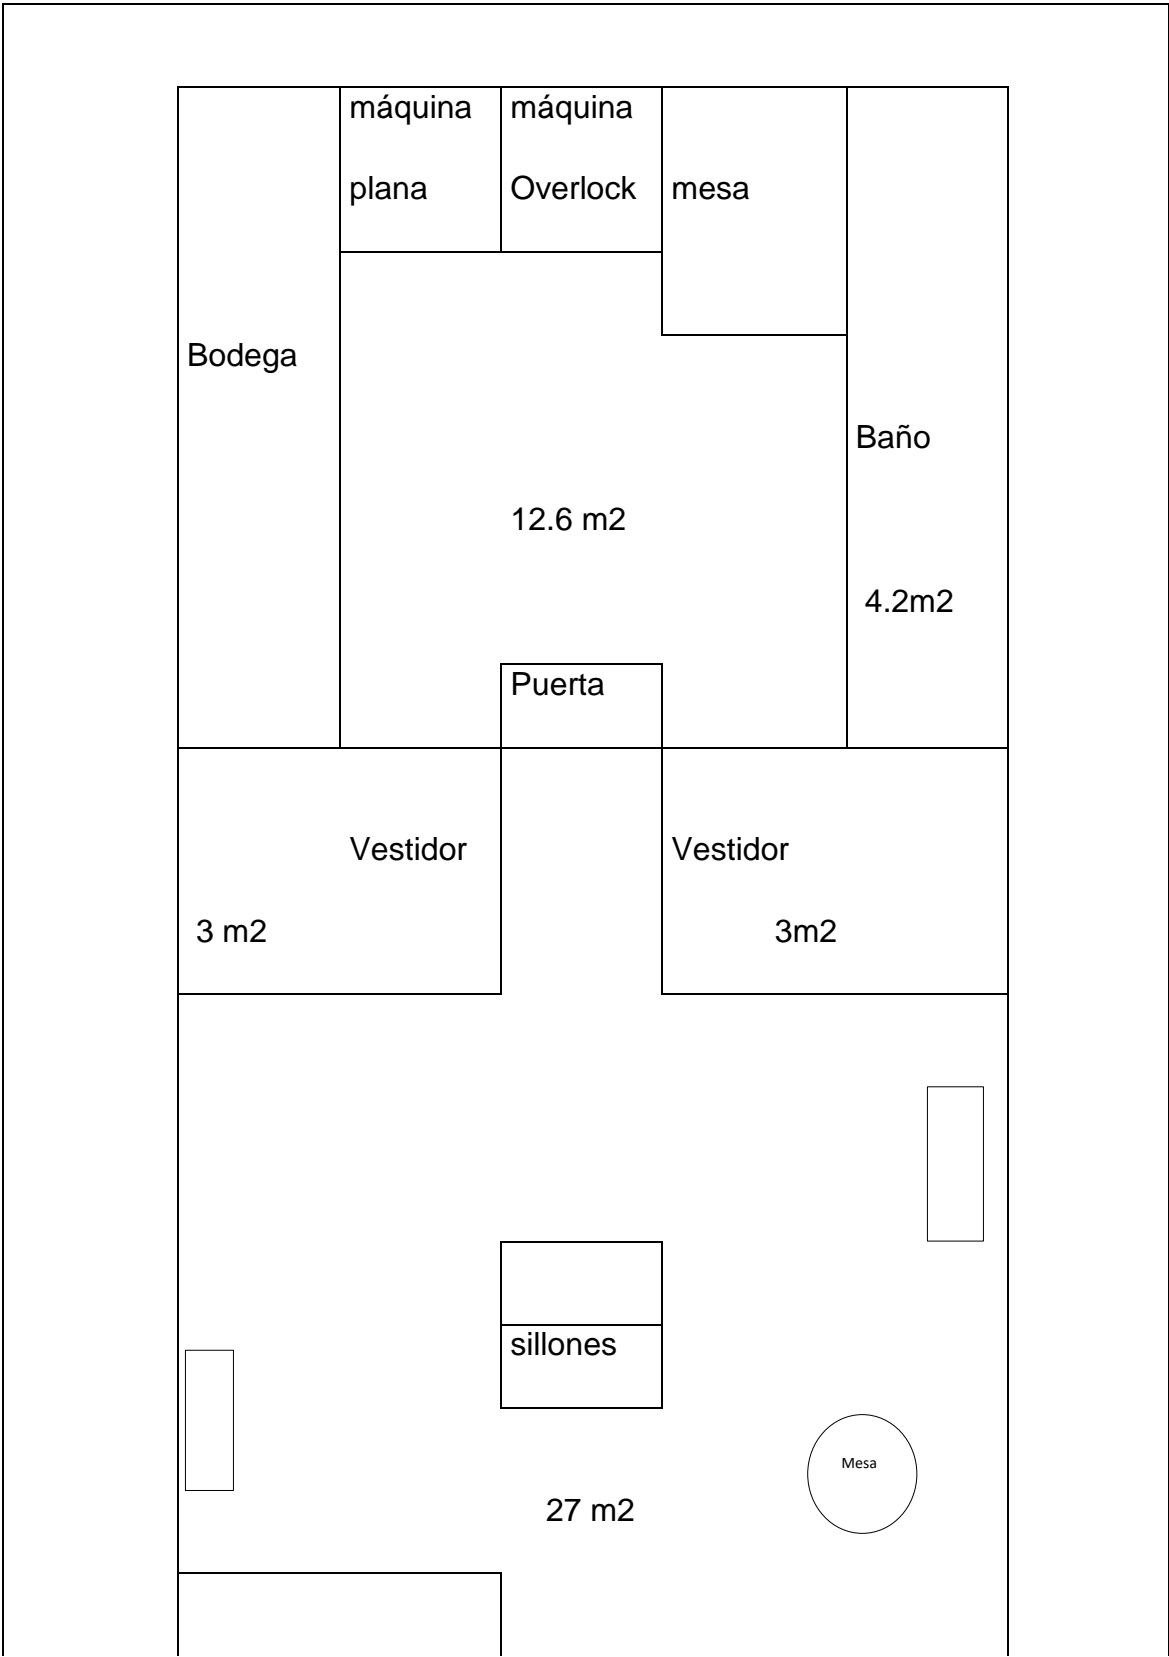 máquina
plana
máquina
Overlock
mesa
Bodega
Baño
12.6 m2
4.2m2
Puerta
Vestidor
3 m2
Vestidor
3m2
sillones
Mesa
27 m2